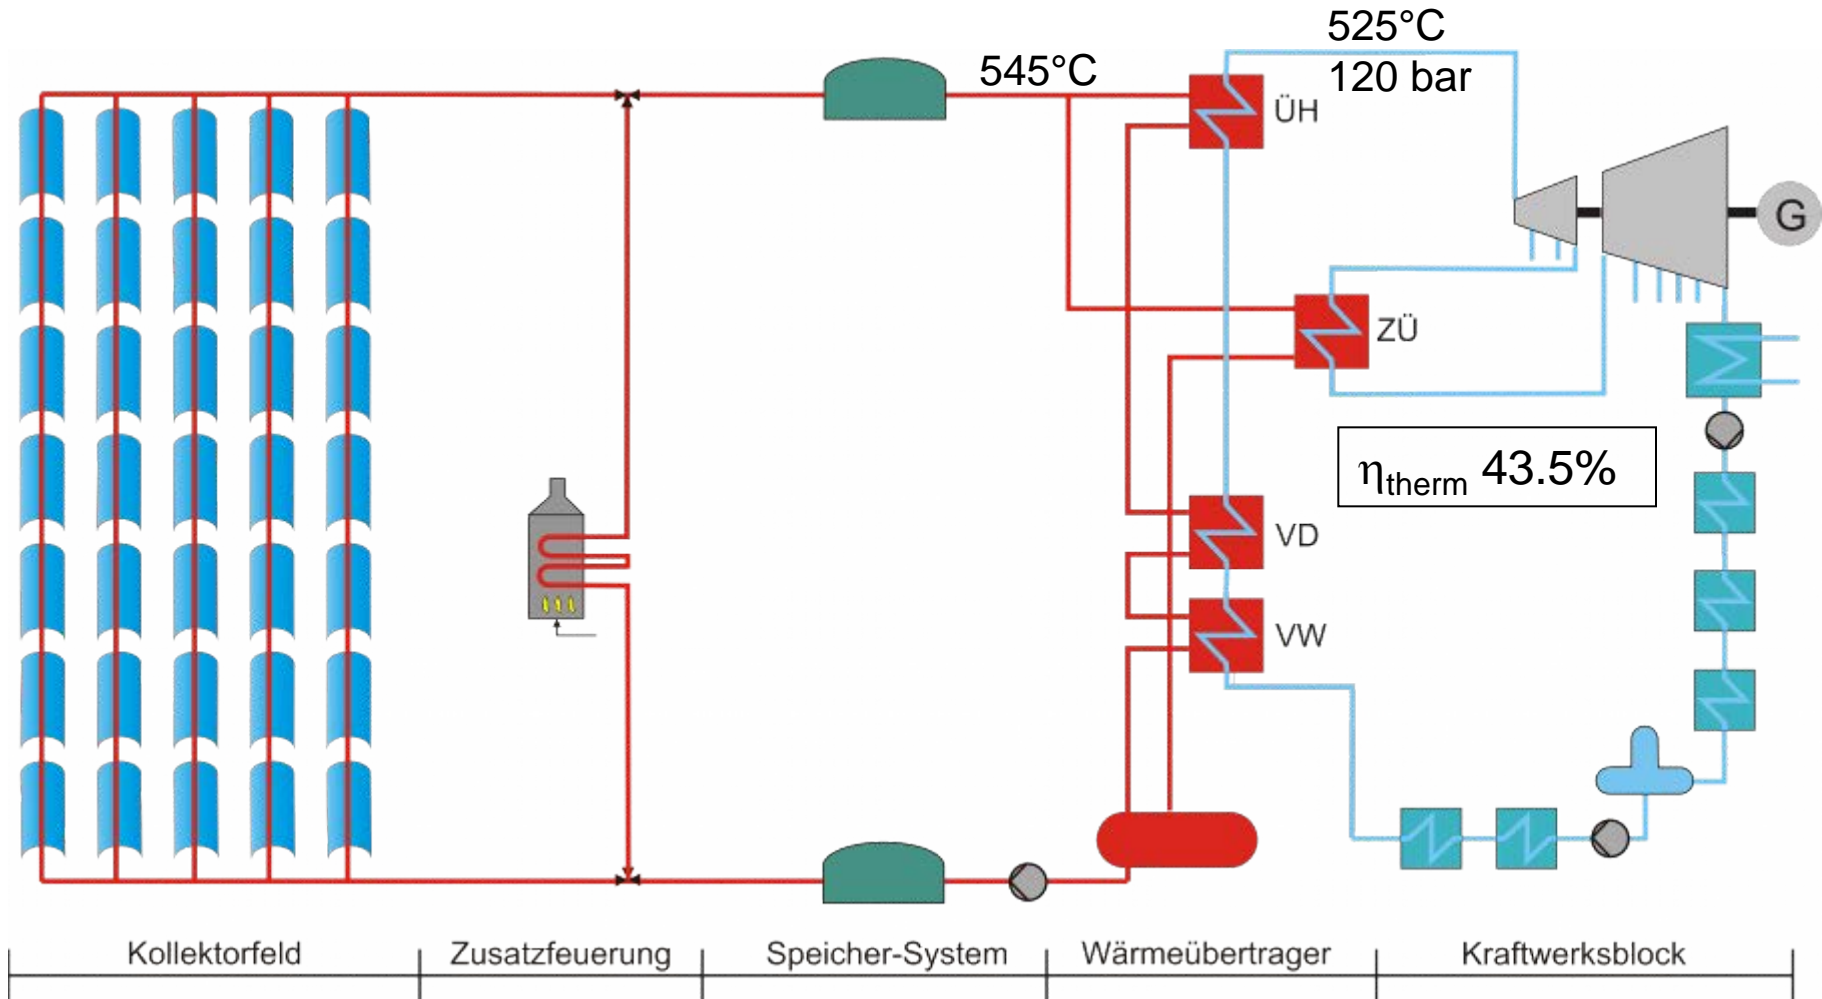 525°C
120 bar
545°C
ÜH
G
ZÜ
ηtherm 43.5%
VD
VW
Kollektorfeld
Zusatzfeuerung
Speicher-System
Wärmeübertrager
Kraftwerksblock